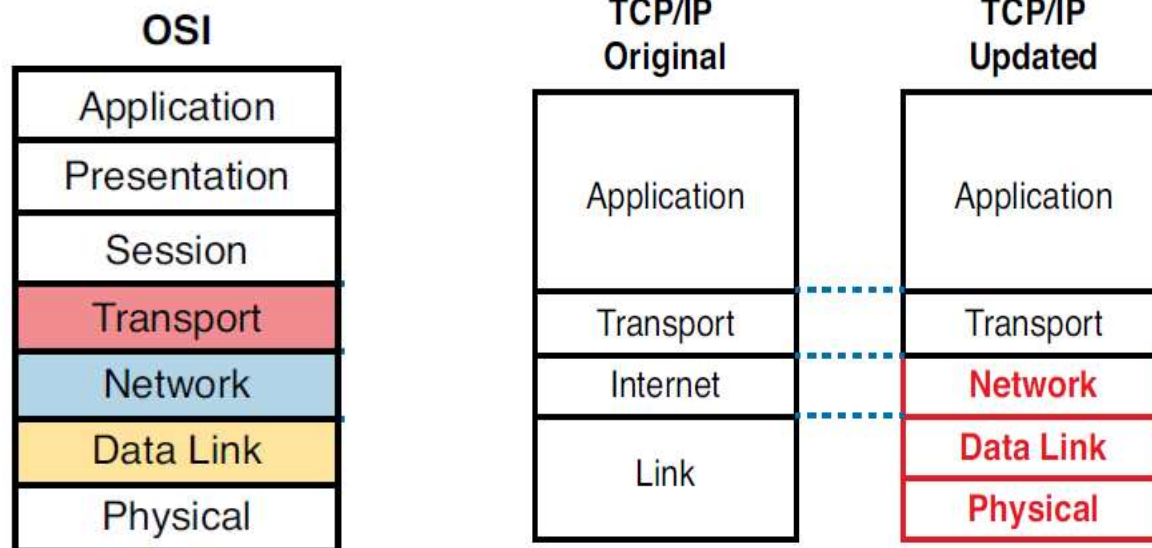 OSI
Application
Presentation
Session
Transport
Network
Data Link
Physical
TCP/IP
Original
Application
Transport
Internet
Link
TCP/IP
Updated
Application
Transport
Network
Data Link
Physical